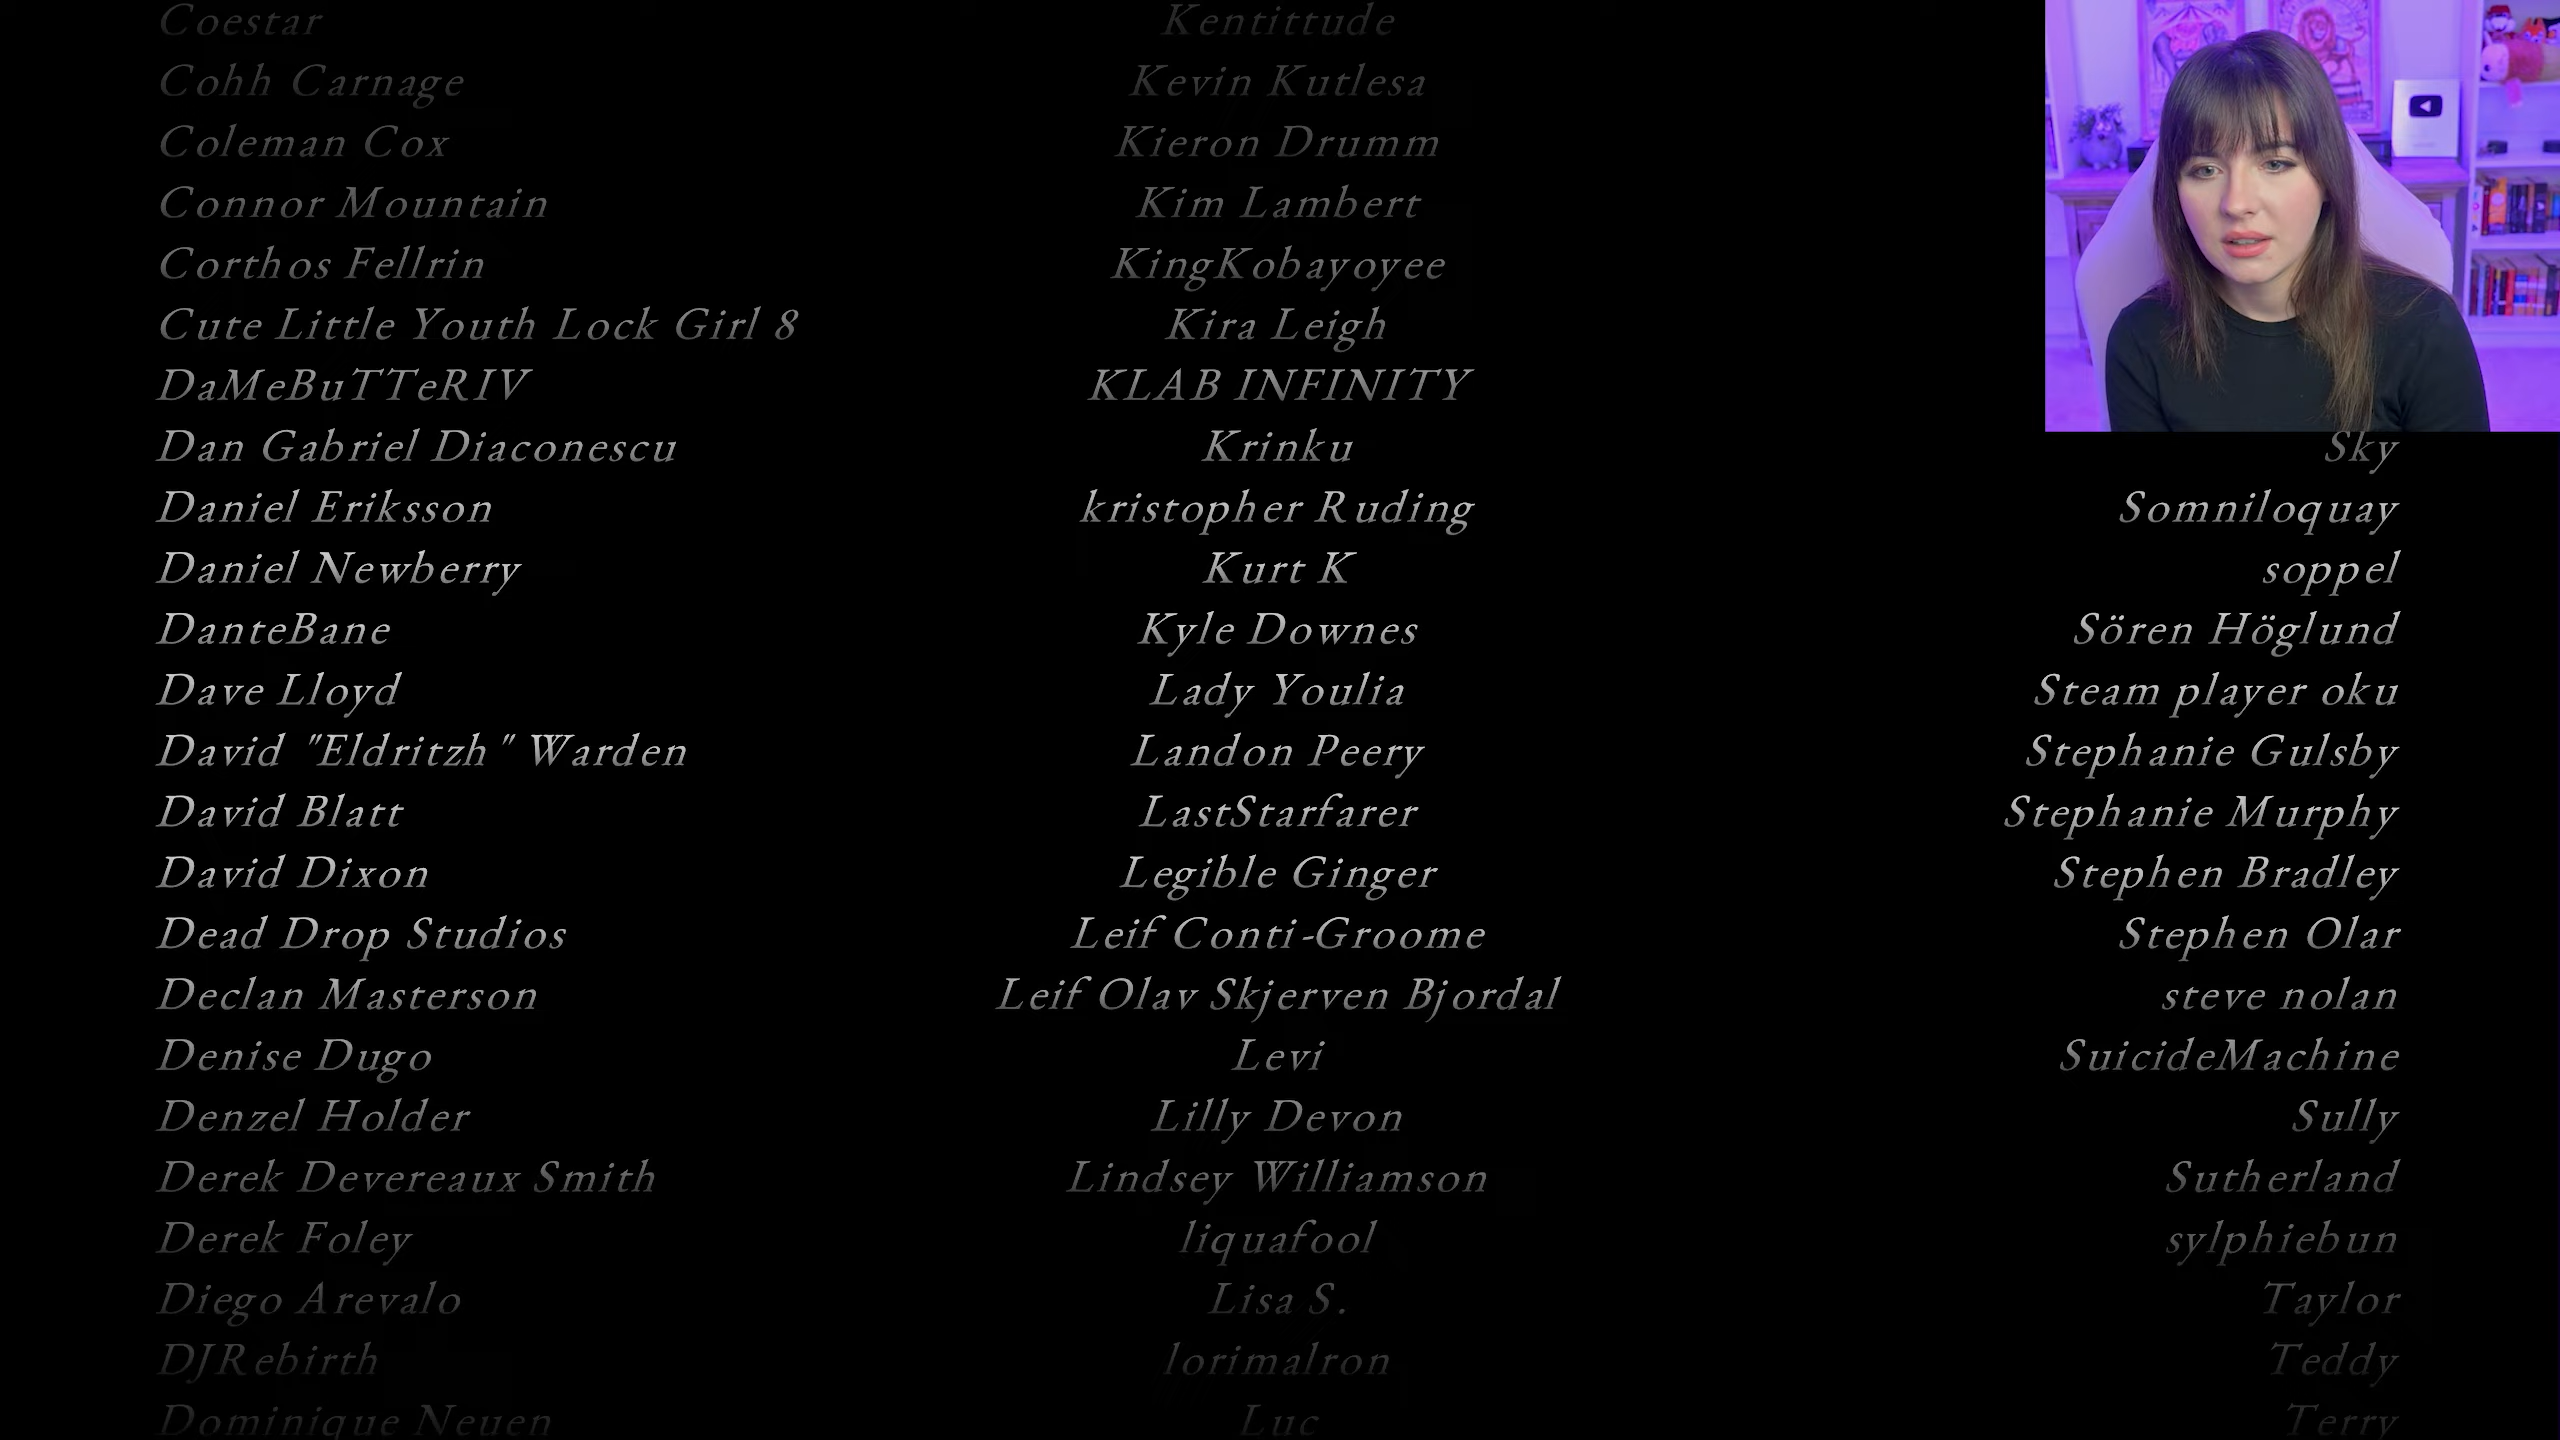 Coestar
Cohh Carnage
Coleman Cox
Connor Mountain
Corthos Fellrin
Cute Little Youth Lock Girl 8
DaMeBuTTeRIV
Dan Gabriel Diaconescu
Daniel Eriksson
Daniel Newberry
DanteBane
Dave Lloyd
David "Eldritzh" Warden
David Blatt
David Dixon
Dead Drop Studios
Declan Masterson
Denise Dugo
Denzel Holder
Derek Devereaux Smith
Derek Foley
Diego Arevalo
DJRebirth
Dominique Neuen
Kentittude
Kevin Kutlesa
Kieron Drumm
Kim Lambert
KingKobayoyee
Kira Leigh
KLAB INFINITY
Krinku
kristopher Ruding
Kurt K
Kyle Downes
Lady Youlia
Landon Peery
LastStarfarer
Legible Ginger
Leif Conti-Groome
Leif Olav Skjerven Bjordal
Levi
Lilly Devon
Lindsey Williamson
liquafool
Lisa S.
lorimalron
Luc
Sky
Somniloquay
soppel
Sören Höglund
Steam player oku
Stephanie Gulsby
Stephanie Murphy
Stephen Bradley
Stephen Olar
steve nolan
SuicideMachine
Sully
Sutherland
sylphiebun
Taylor
Teddy
Terry